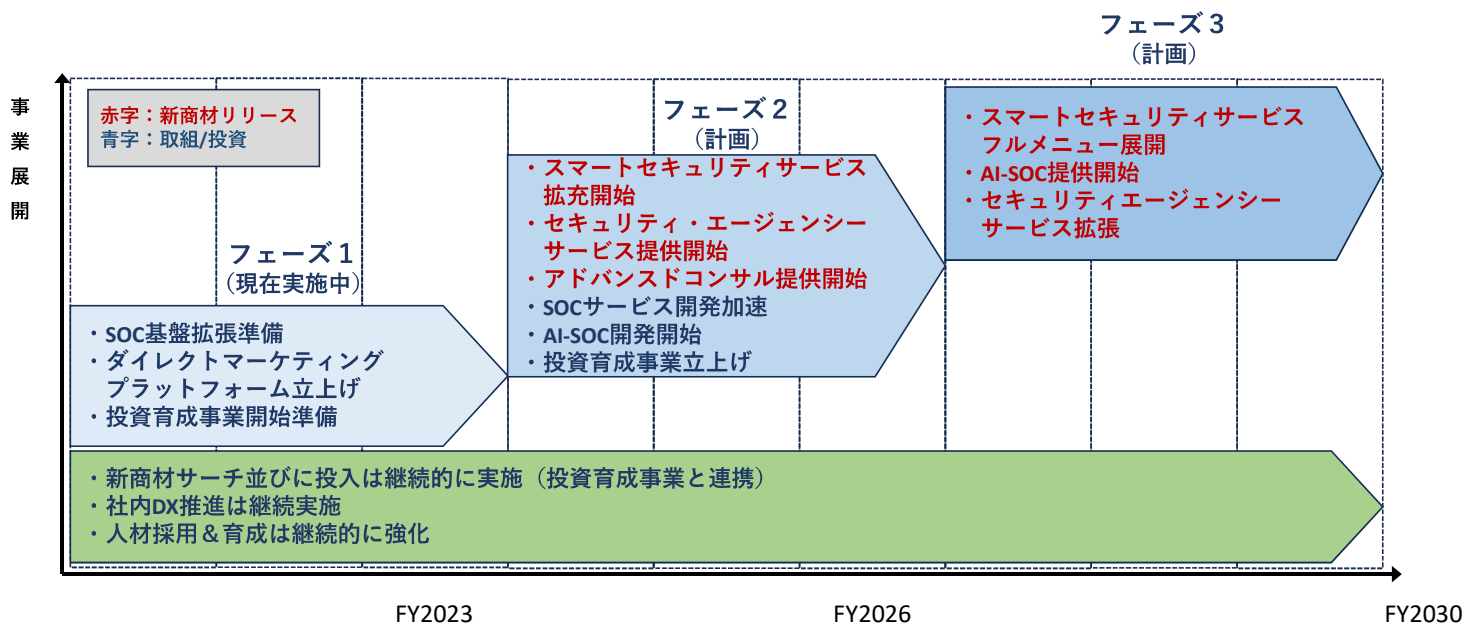 フェーズ３
（計画）
事業展開
赤字：新商材リリース
青字：取組/投資
フェーズ２
（計画）
・スマートセキュリティサービス
フルメニュー展開
・AI-SOC提供開始
・セキュリティエージェンシー
サービス拡張
・スマートセキュリティサービス
拡充開始
・セキュリティ・エージェンシー
サービス提供開始
・アドバンスドコンサル提供開始
・SOCサービス開発加速
・AI-SOC開発開始
・投資育成事業立上げ
フェーズ１
（現在実施中）
・SOC基盤拡張準備
・ダイレクトマーケティング
プラットフォーム立上げ
・投資育成事業開始準備
・新商材サーチ並びに投入は継続的に実施（投資育成事業と連携）
・社内DX推進は継続実施
・人材採用＆育成は継続的に強化
FY2023
FY2026
FY2030